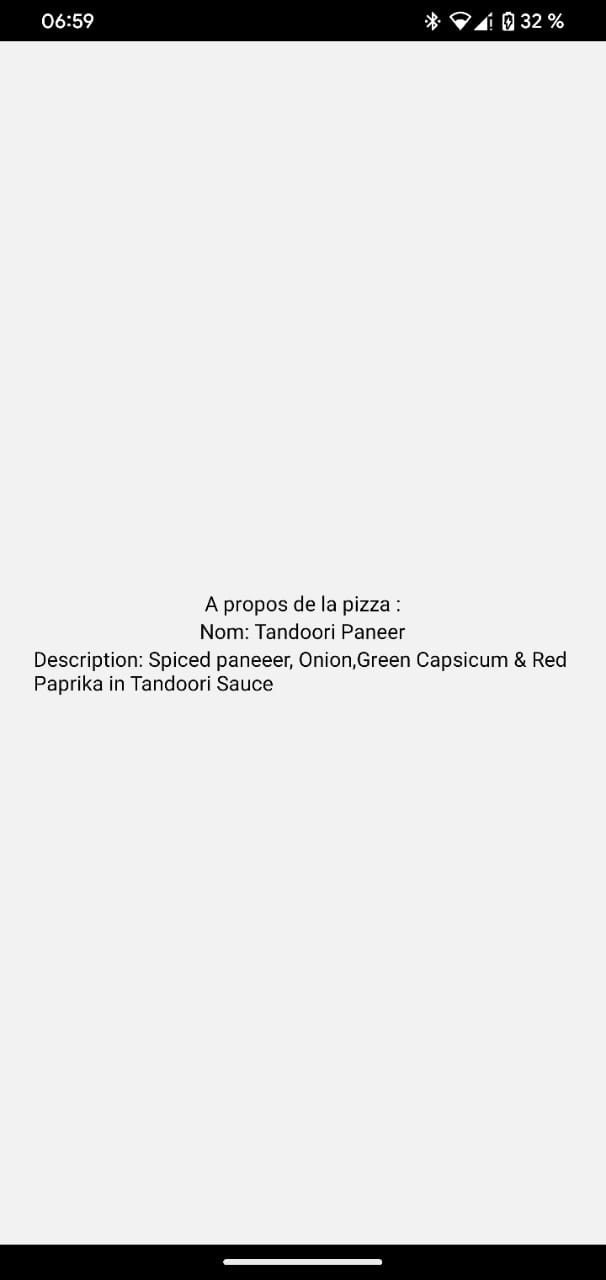 06:59 32 %
A propos de la pizza :
Nom: Tandoori Paneer
Description: Spiced paneeer, Onion,Green Capsicum & Red
Paprika in Tandoori Sauce